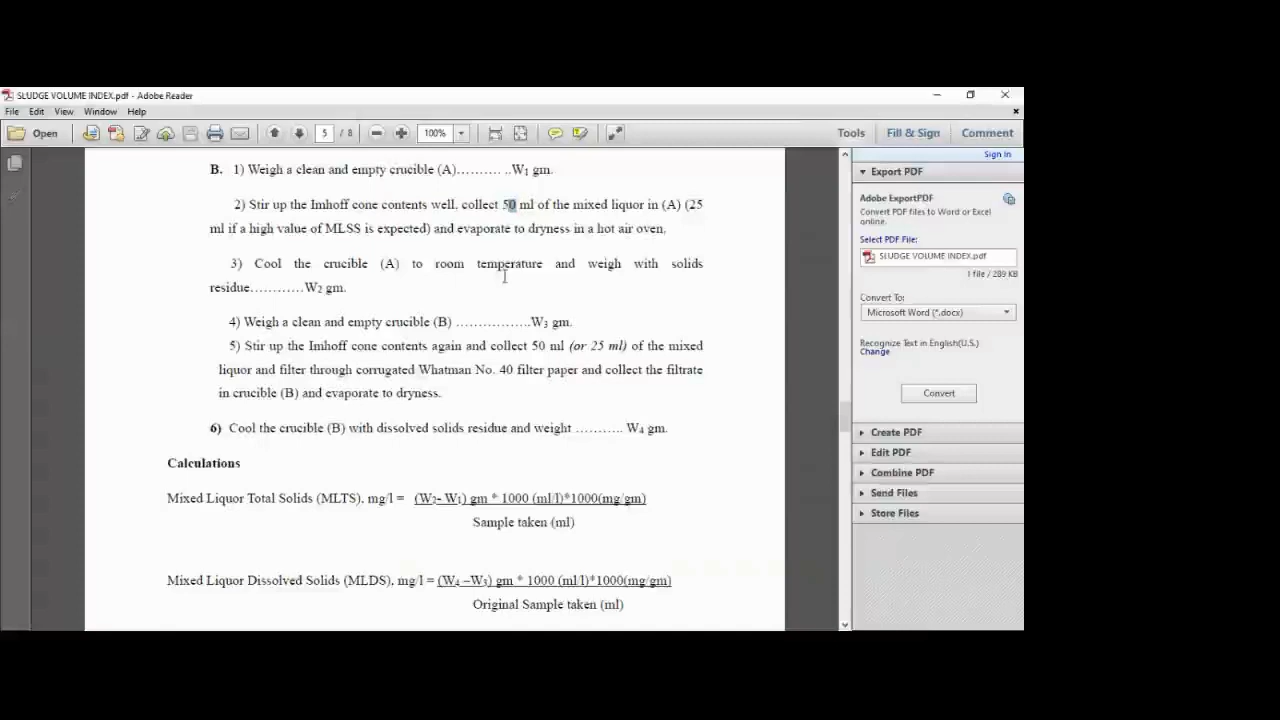 SLUDGE VOLUME INDEX.pdf - Adobe Reader
File Edit View Window Help
Open 5 / 8 100% Tools Fill & Sign Comment
B. 1) Weigh a clean and empty crucible (A)………. ..W1 gm.
2) Stir up the Imhoff cone contents well, collect 50 ml of the mixed liquor in (A) (25
ml if a high value of MLSS is expected) and evaporate to dryness in a hot air oven,
3) Cool the crucible (A) to room temperature and weigh with solids
residue…………W2 gm.
4) Weigh a clean and empty crucible (B) ……………..W3 gm.
5) Stir up the Imhoff cone contents again and collect 50 ml (or 25 ml) of the mixed
liquor and filter through corrugated Whatman No. 40 filter paper and collect the filtrate
in crucible (B) and evaporate to dryness.
6) Cool the crucible (B) with dissolved solids residue and weight ……….. W4 gm.
Calculations
Mixed Liquor Total Solids (MLTS), mg/l = (W2- W1) gm * 1000 (ml/l)*1000(mg/gm)
Sample taken (ml)
Mixed Liquor Dissolved Solids (MLDS), mg/l = (W4 –W3) gm * 1000 (ml/l)*1000(mg/gm)
Original Sample taken (ml)
Sign In
Export PDF
Adobe ExportPDF
Convert PDF files to Word or Excel
online.
Select PDF File:
SLUDGE VOLUME INDEX.pdf
1 file / 289 KB
Convert To:
Microsoft Word (*.docx)
Recognize Text in English(U.S.)
Change
Convert
Create PDF
Edit PDF
Combine PDF
Send Files
Store Files